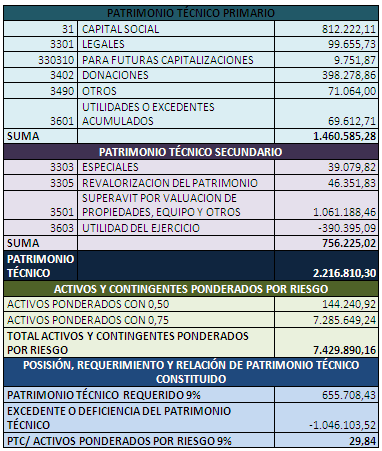 PATRIMONIO TÉCNICO PRIMARIO
31 CAPITAL SOCIAL 812.222,11
3301 LEGALES 99.655,73
330310 PARA FUTURAS CAPITALIZACIONES 9.751,87
3402 DONACIONES 398.278,86
3490 OTROS 71.064,00
UTILIDADES O EXCEDENTES
3601 ACUMULADOS 69.612,71
SUMA 1.460.585,28
PATRIMONIO TÉCNICO SECUNDARIO
3303 ESPECIALES 39.079,82
3305 REVALORIZACION DEL PATRIMONIO 46.351,83
SUPERAVIT POR VALUACION DE
3501 PROPIEDADES, EQUIPO Y OTROS 1.061.188,46
3603 UTILIDAD DEL EJERCICIO -390.395,09
SUMA 756.225,02
PATRIMONIO
TÉCNICO 2.216.810,30
ACTIVOS Y CONTINGENTES PONDERADOS POR RIESGO
ACTIVOS PONDERADOS CON 0,50 144.240,92
ACTIVOS PONDERADOS CON 0,75 7.285.649,24
TOTAL ACTIVOS Y CONTINGENTES PONDERADOS
POR RIESGO 7.429.890,16
POSICIÓN, REQUERIMIENTO Y RELACIÓN DE PATRIMONIO TÉCNICO
CONSTITUIDO
PATRIMONIO TÉCNICO REQUERIDO 9% 655.708,43
EXCEDENTE O DEFICIENCIA DEL PATRIMONIO
TÉCNICO -1.046.103,52
PTC/ ACTIVOS PONDERADOS POR RIESGO 9% 29,84